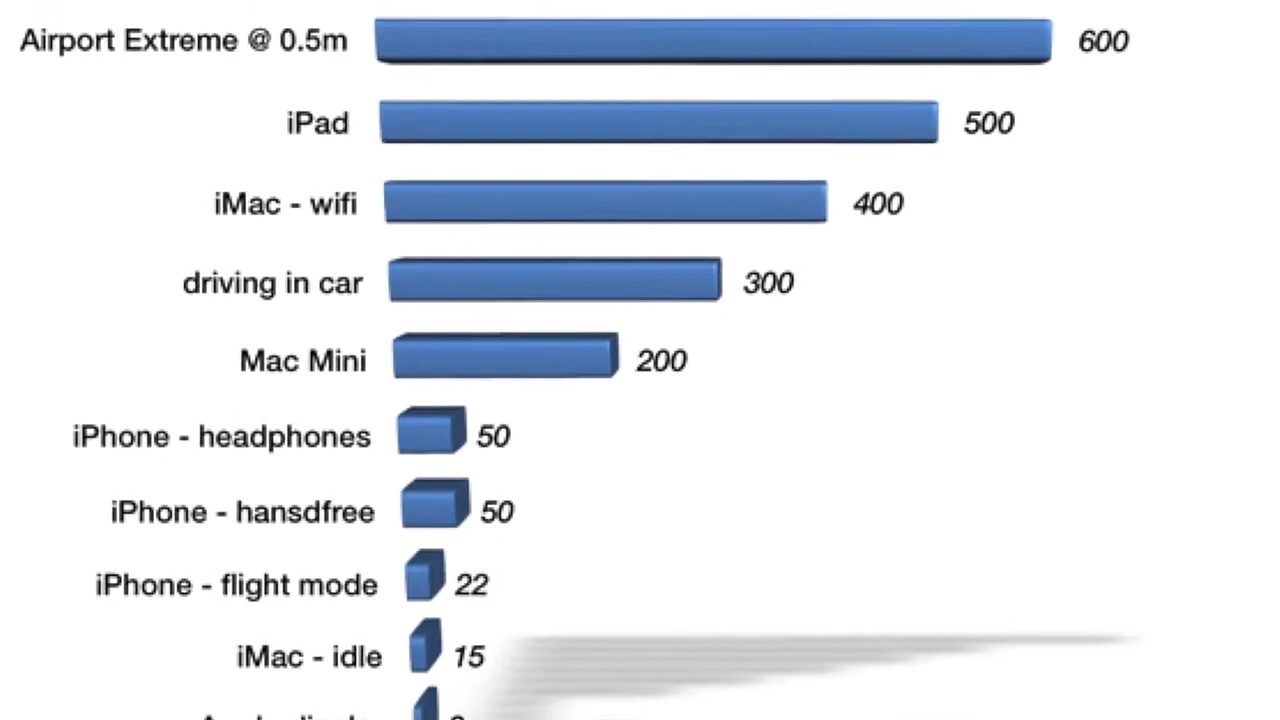 Airport Extreme @ 0.5m 600
iPad 500
iMac - wifi 400
driving in car 300
Mac Mini 200
iPhone - headphones 50
iPhone - hansdfree 50
iPhone - flight mode 22
iMac - idle 15